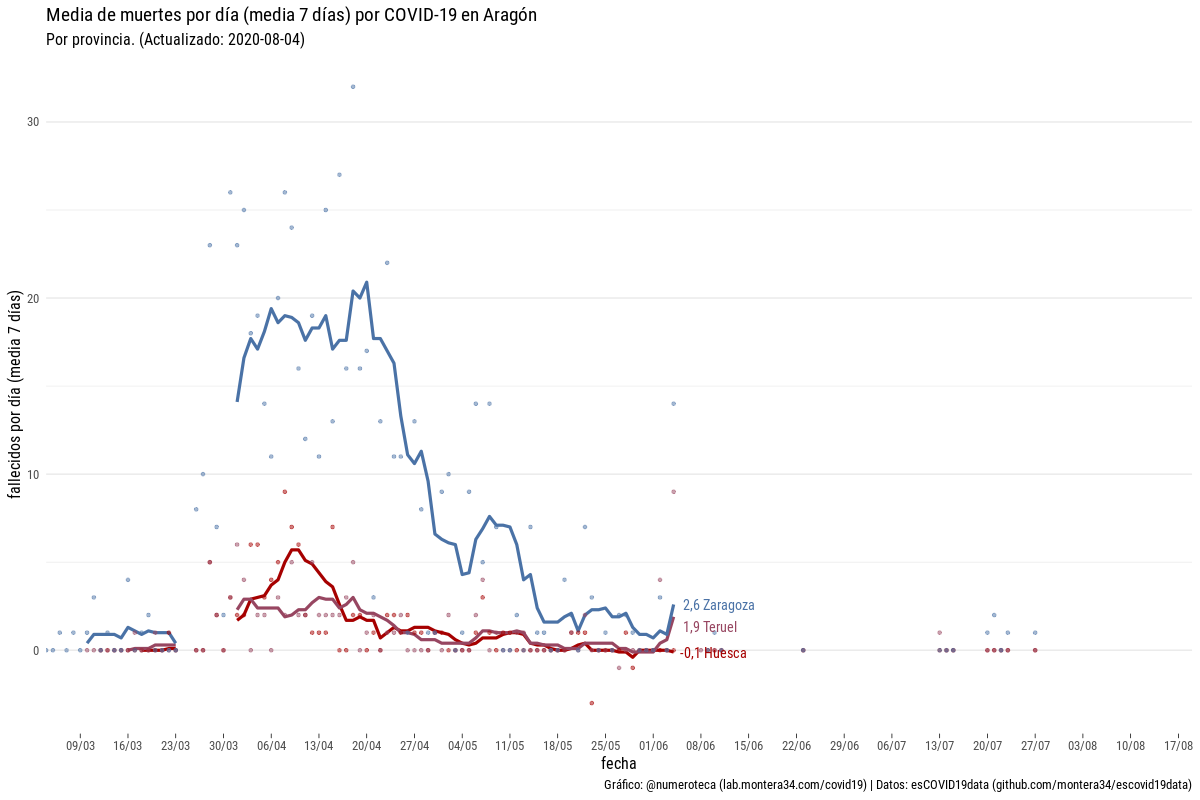 Media de muertes por día (media 7 días) por COVID-19 en Aragón
Por provincia. (Actualizado: 2020-08-04)
30
20
10
0
fallecidos por día (media 7 días)
2,6 Zaragoza
1,9 Teruel
-0,1 Huesca
09/03 16/03 23/03 30/03 06/04 13/04 20/04 27/04 04/05 11/05 18/05 25/05 01/06 08/06 15/06 22/06 29/06 06/07 13/07 20/07 27/07 03/08 10/08 17/08
fecha
Gráfico: @numeroteca (lab.montera34.com/covid19) | Datos: esCOVID19data (github.com/montera34/escovid19data)